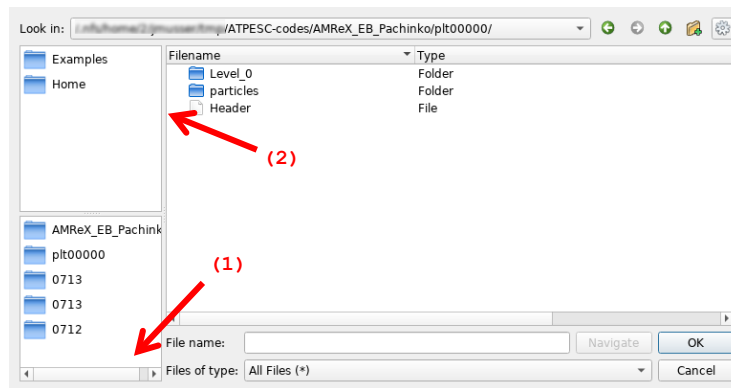 Look in: /ATPESC-codes/AMReX_EB_Pachinko/plt00000/
Examples
Home
Filename Type
Level_0 Folder
particles Folder
Header File
(2)
AMReX_EB_Pachink
plt00000
0713
0713
0712
(1)
File name: Navigate OK
Files of type: All Files (*) Cancel